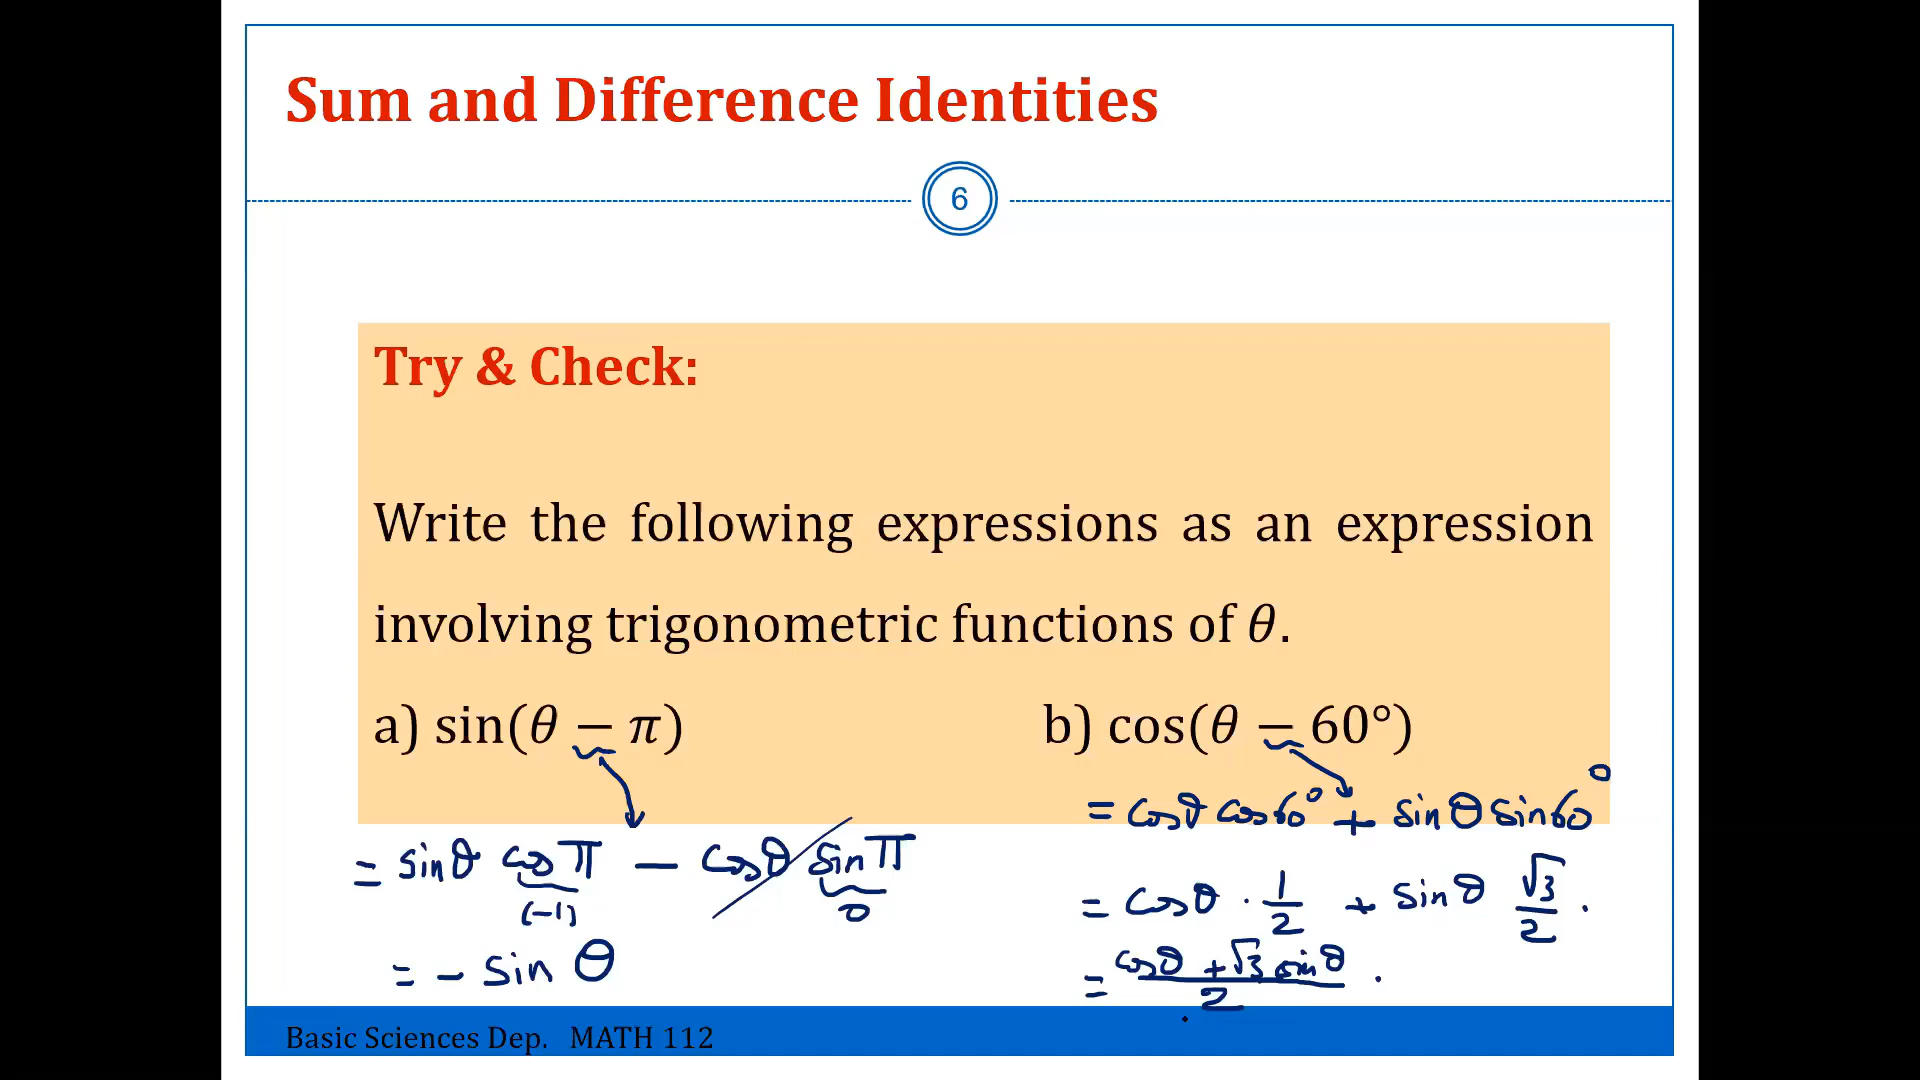 Sum and Difference Identities
6
Try & Check:
Write the following expressions as an expression
involving trigonometric functions of θ.
a) sin(θ − π)
= sinθ cosπ − cosθ sinπ
(-1) 0
= - sin θ
b) cos(θ − 60°)
= cosθ cos60° + sinθ sin60°
= cosθ · 1/2 + sinθ √3/2 .
= cosθ + √3 sinθ / 2 .
Basic Sciences Dep. MATH 112